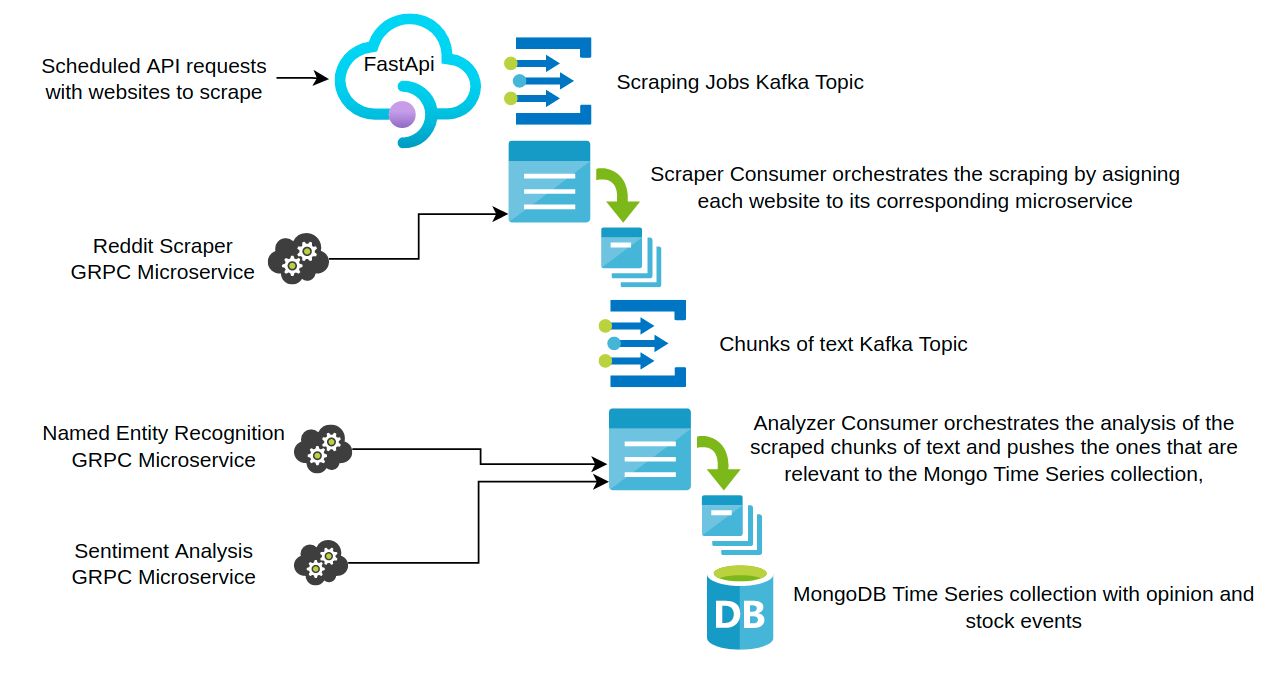 Scheduled API requests
with websites to scrape
FastApi
Scraping Jobs Kafka Topic
Scraper Consumer orchestrates the scraping by asigning
each website to its corresponding microservice
Reddit Scraper
GRPC Microservice
Chunks of text Kafka Topic
Named Entity Recognition
GRPC Microservice
Analyzer Consumer orchestrates the analysis of the
scraped chunks of text and pushes the ones that are
relevant to the Mongo Time Series collection,
Sentiment Analysis
GRPC Microservice
DB
MongoDB Time Series collection with opinion and
stock events